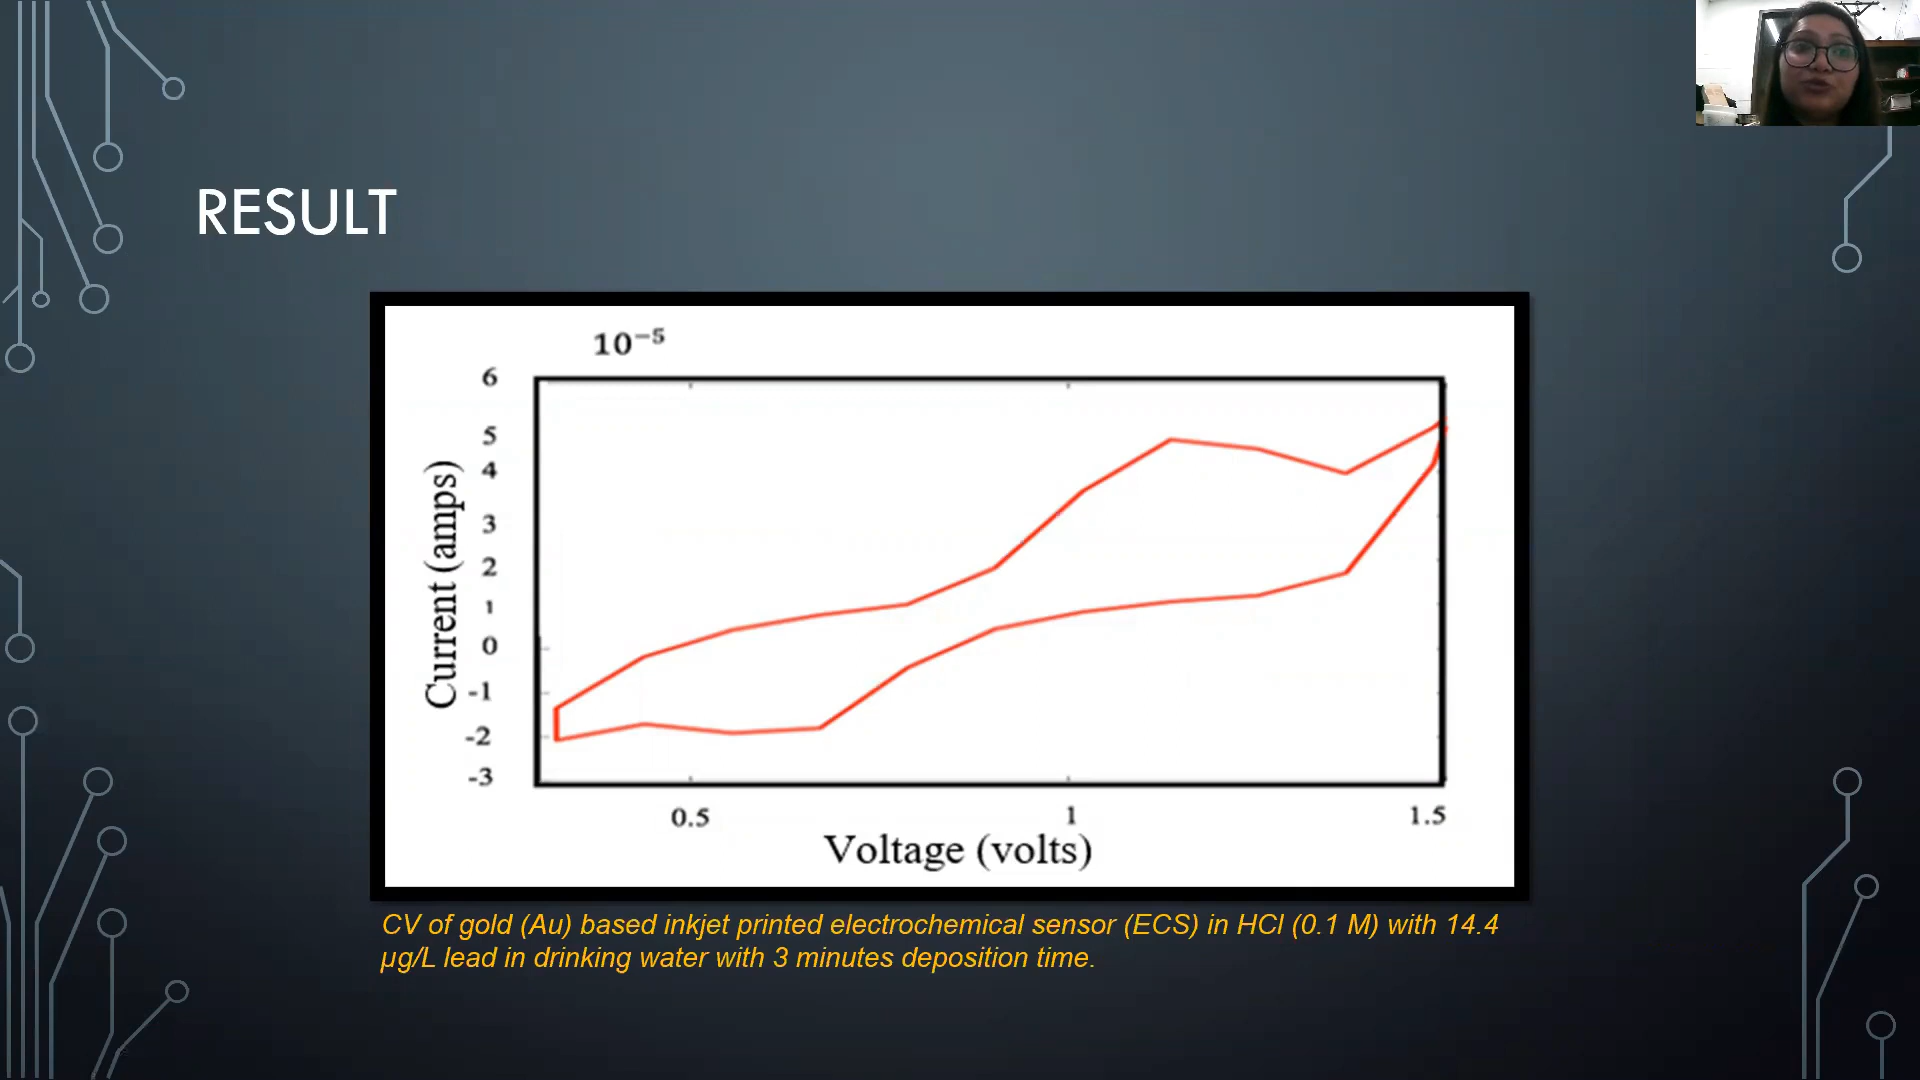 RESULT
10⁻⁵
6
5
4
3
2
1
0
-1
-2
-3
Current (amps)
0.5 1 1.5
Voltage (volts)
CV of gold (Au) based inkjet printed electrochemical sensor (ECS) in HCl (0.1 M) with 14.4
µg/L lead in drinking water with 3 minutes deposition time.